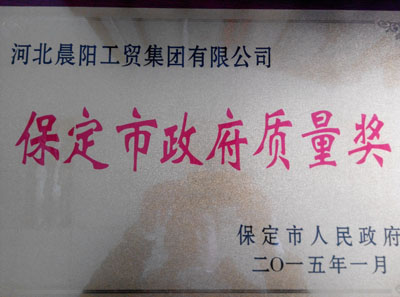 河北晨阳工贸集团有限公司
保定市政府质量奖
保定市人民政府
二〇一五年一月